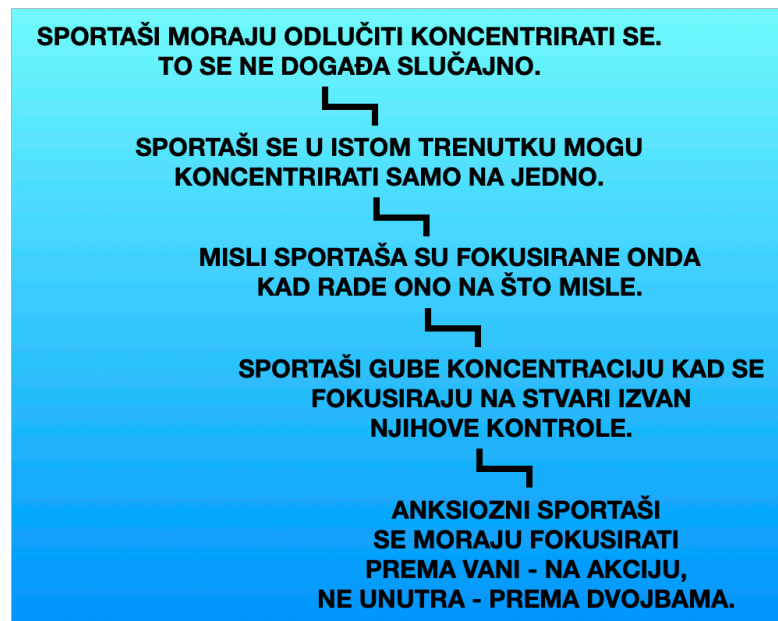 SPORTAŠI MORAJU ODLUČITI KONCENTRIRATI SE.
TO SE NE DOGAĐA SLUČAJNO.
SPORTAŠI SE U ISTOM TRENUTKU MOGU
KONCENTRIRATI SAMO NA JEDNO.
MISLI SPORTAŠA SU FOKUSIRANE ONDA
KAD RADE ONO NA ŠTO MISLE.
SPORTAŠI GUBE KONCENTRACIJU KAD SE
FOKUSIRAJU NA STVARI IZVAN
NJIHOVE KONTROLE.
ANKSIOZNI SPORTAŠI
SE MORAJU FOKUSIRATI
PREMA VANI - NA AKCIJU,
NE UNUTRA - PREMA DVOJBAMA.